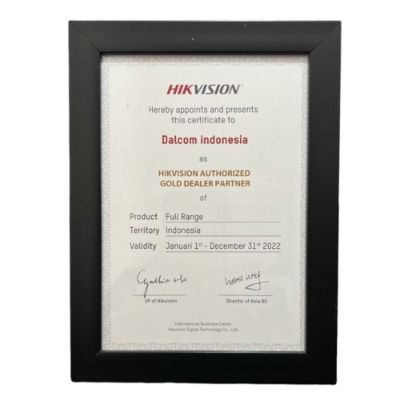 HIKVISION
Hereby appoints and presents
this certificate to
Dalcom indonesia
as
HIKVISION AUTHORIZED
GOLD DEALER PARTNER
of
Product Full Range
Territory Indonesia
Validity Januari 1st - December 31st 2022
VP of Hikvision Director of Asia BG
International Business Center
Hikvision Digital Technology Co., Ltd